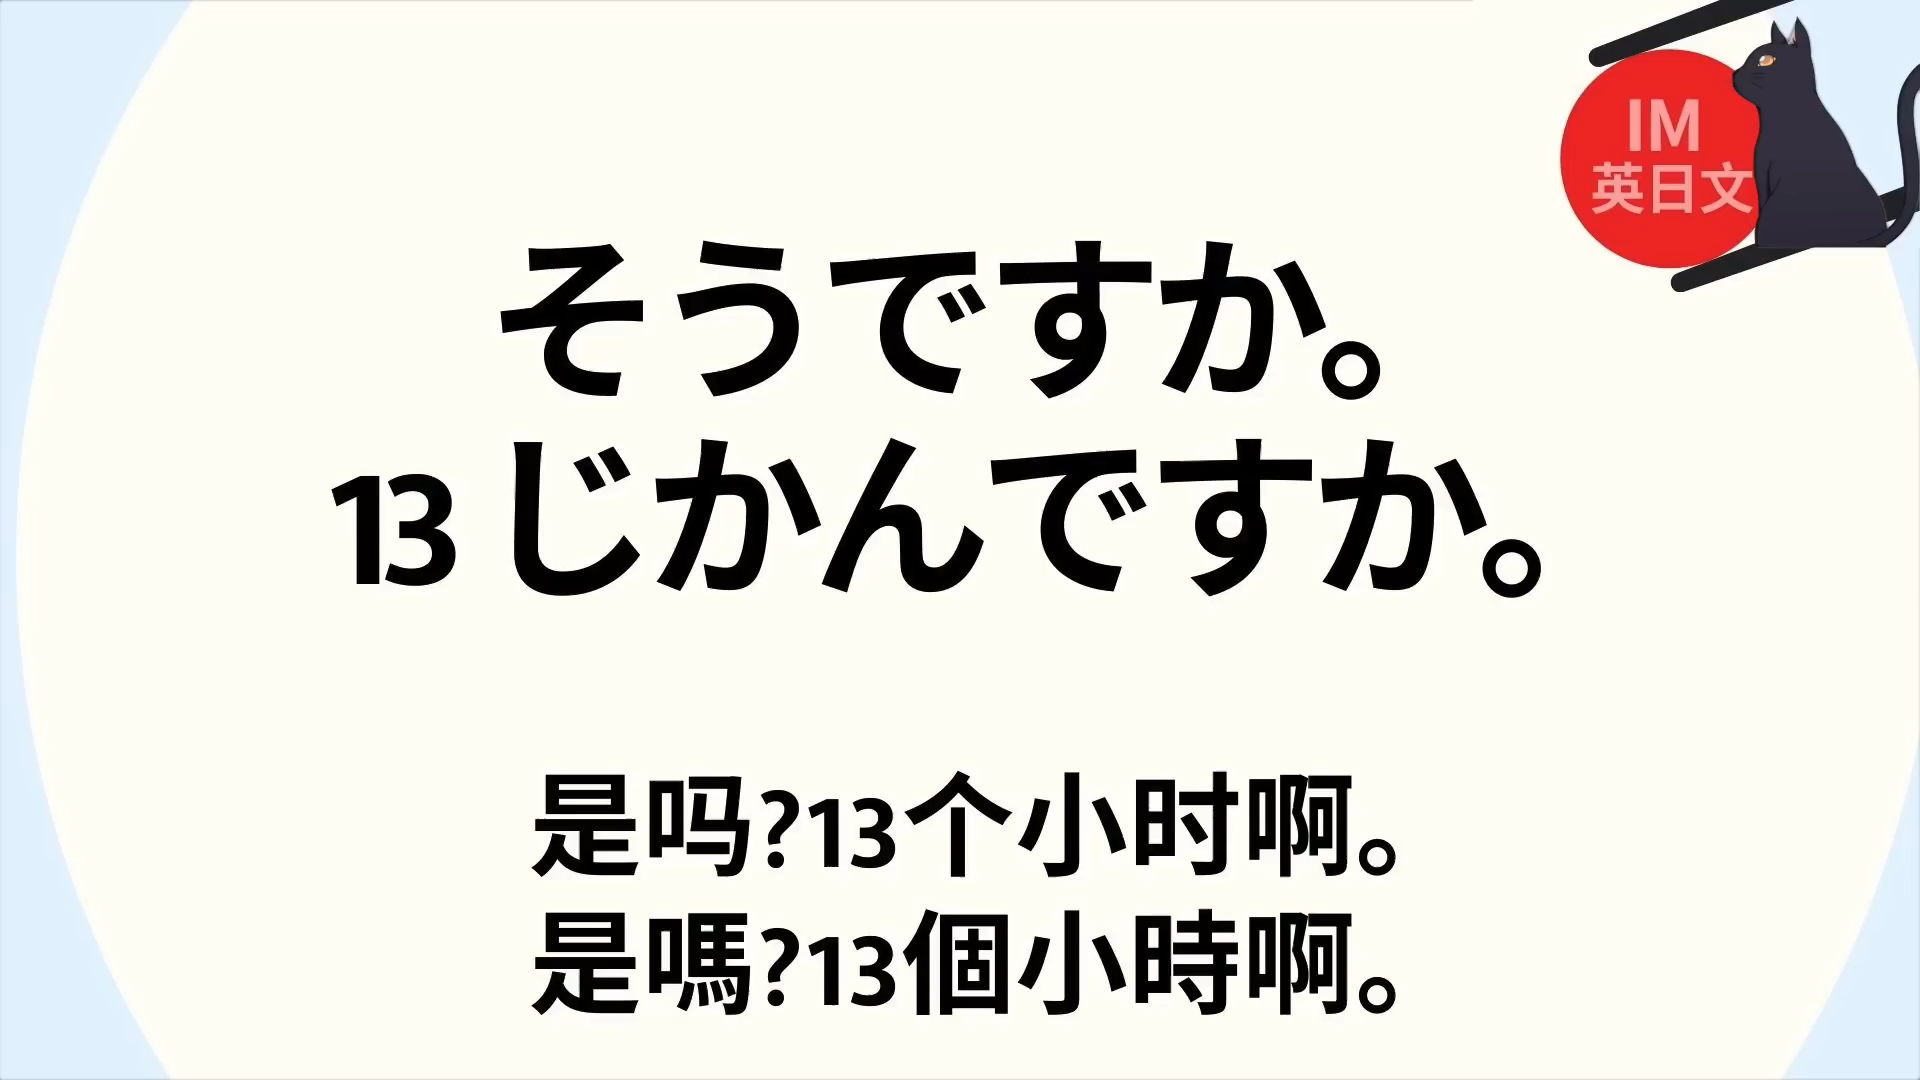 IM
英日文
そうですか。
13じかんですか。
是吗?13个小时啊。
是嗎?13個小時啊。